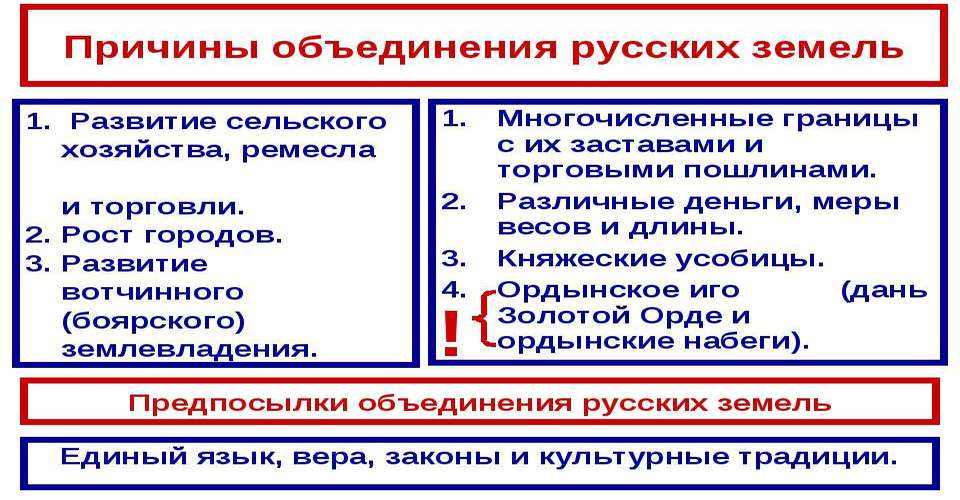 Причины объединения русских земель
1. Развитие сельского
хозяйства, ремесла
и торговли.
2. Рост городов.
3. Развитие
вотчинного
(боярского)
землевладения.
1. Многочисленные границы
с их заставами и
торговыми пошлинами.
2. Различные деньги, меры
весов и длины.
3. Княжеские усобицы.
4. Ордынское иго (дань
! Золотой Орде и
ордынские набеги).
Предпосылки объединения русских земель
Единый язык, вера, законы и культурные традиции.